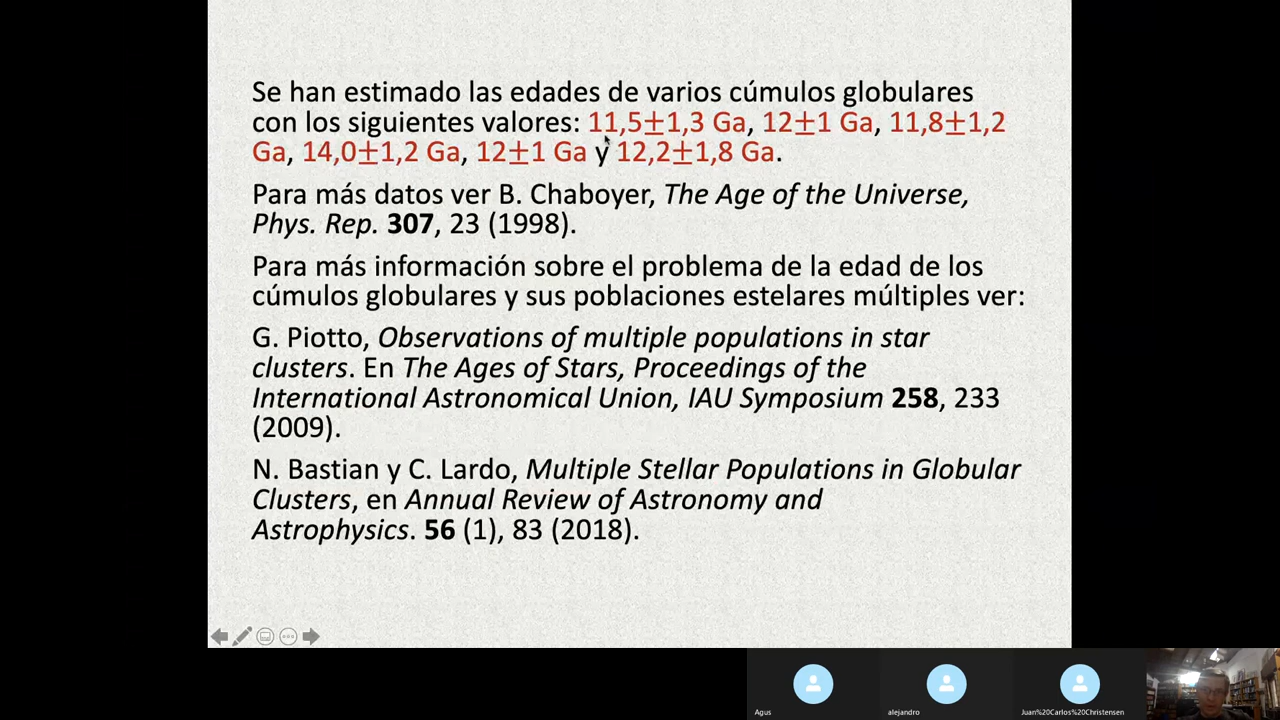 Se han estimado las edades de varios cúmulos globulares
con los siguientes valores: 11,5±1,3 Ga, 12±1 Ga, 11,8±1,2
Ga, 14,0±1,2 Ga, 12±1 Ga y 12,2±1,8 Ga.
Para más datos ver B. Chaboyer, The Age of the Universe,
Phys. Rep. 307, 23 (1998).
Para más información sobre el problema de la edad de los
cúmulos globulares y sus poblaciones estelares múltiples ver:
G. Piotto, Observations of multiple populations in star
clusters. En The Ages of Stars, Proceedings of the
International Astronomical Union, IAU Symposium 258, 233
(2009).
N. Bastian y C. Lardo, Multiple Stellar Populations in Globular
Clusters, en Annual Review of Astronomy and
Astrophysics. 56 (1), 83 (2018).
Agus
alejandro
Juan%20Carlos%20Christensen